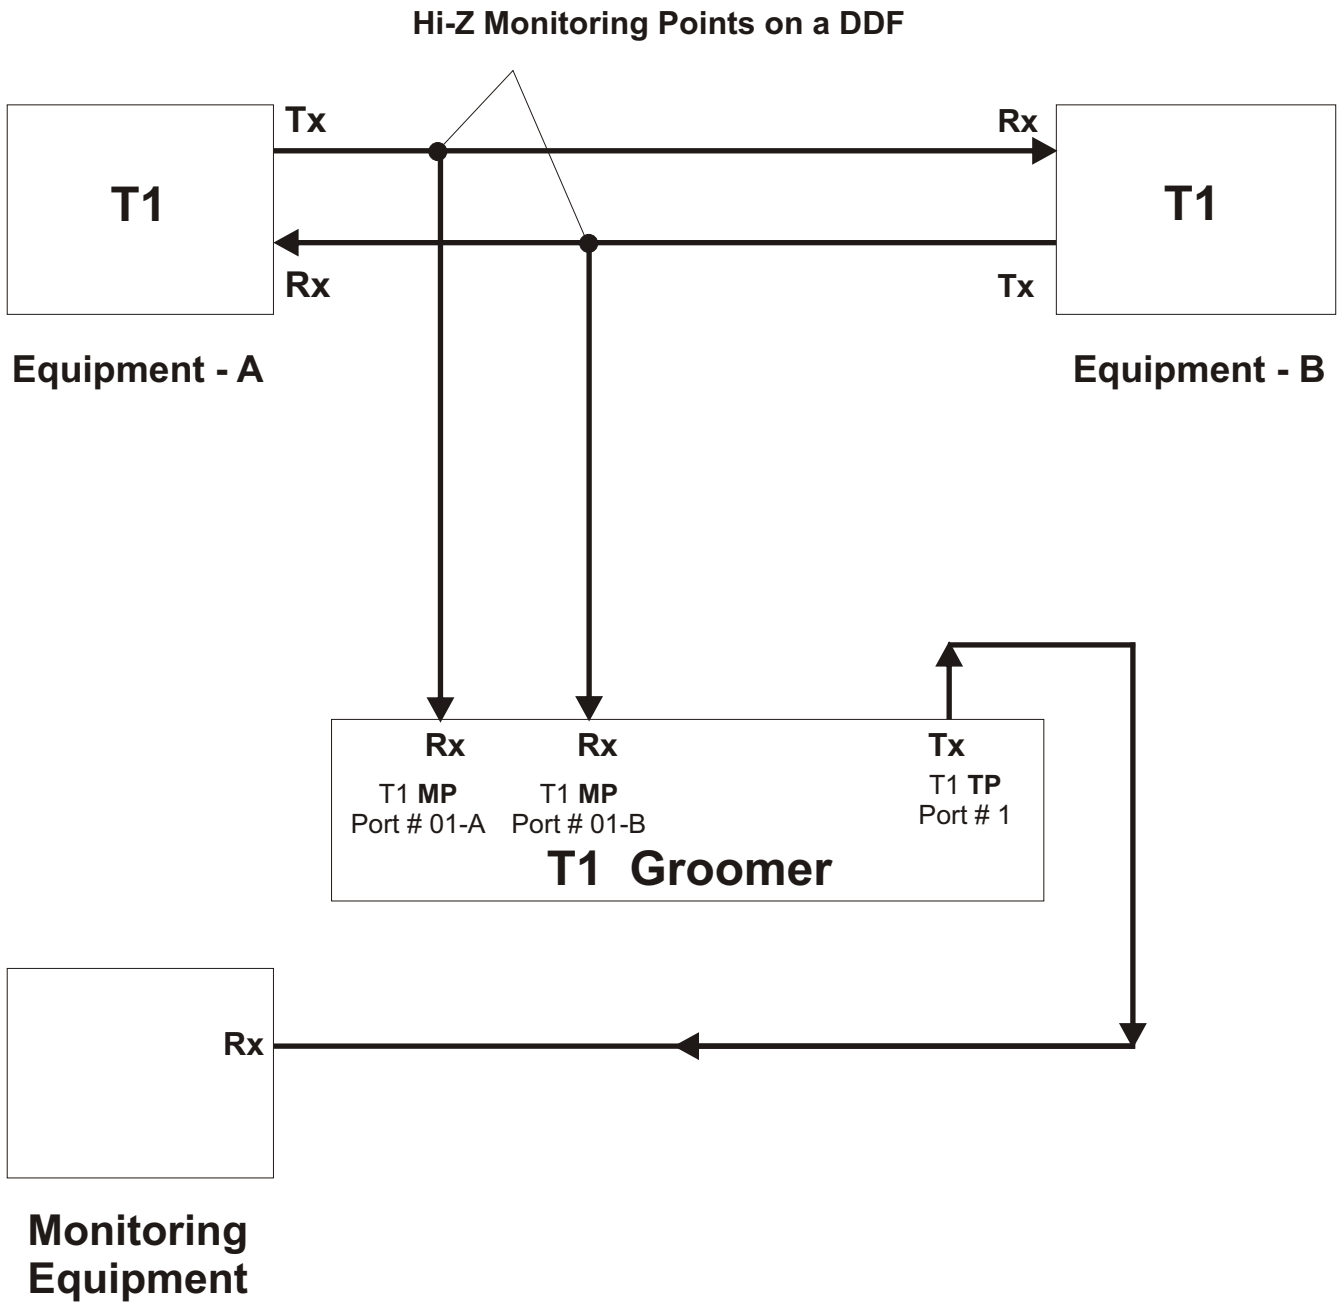 Hi-Z Monitoring Points on a DDF
Tx
Rx
T1
T1
Rx
Tx
Equipment - A
Equipment - B
Rx
Rx
Tx
T1 MP
Port # 01-A
T1 MP
Port # 01-B
T1 TP
Port # 1
T1 Groomer
Rx
Monitoring
Equipment